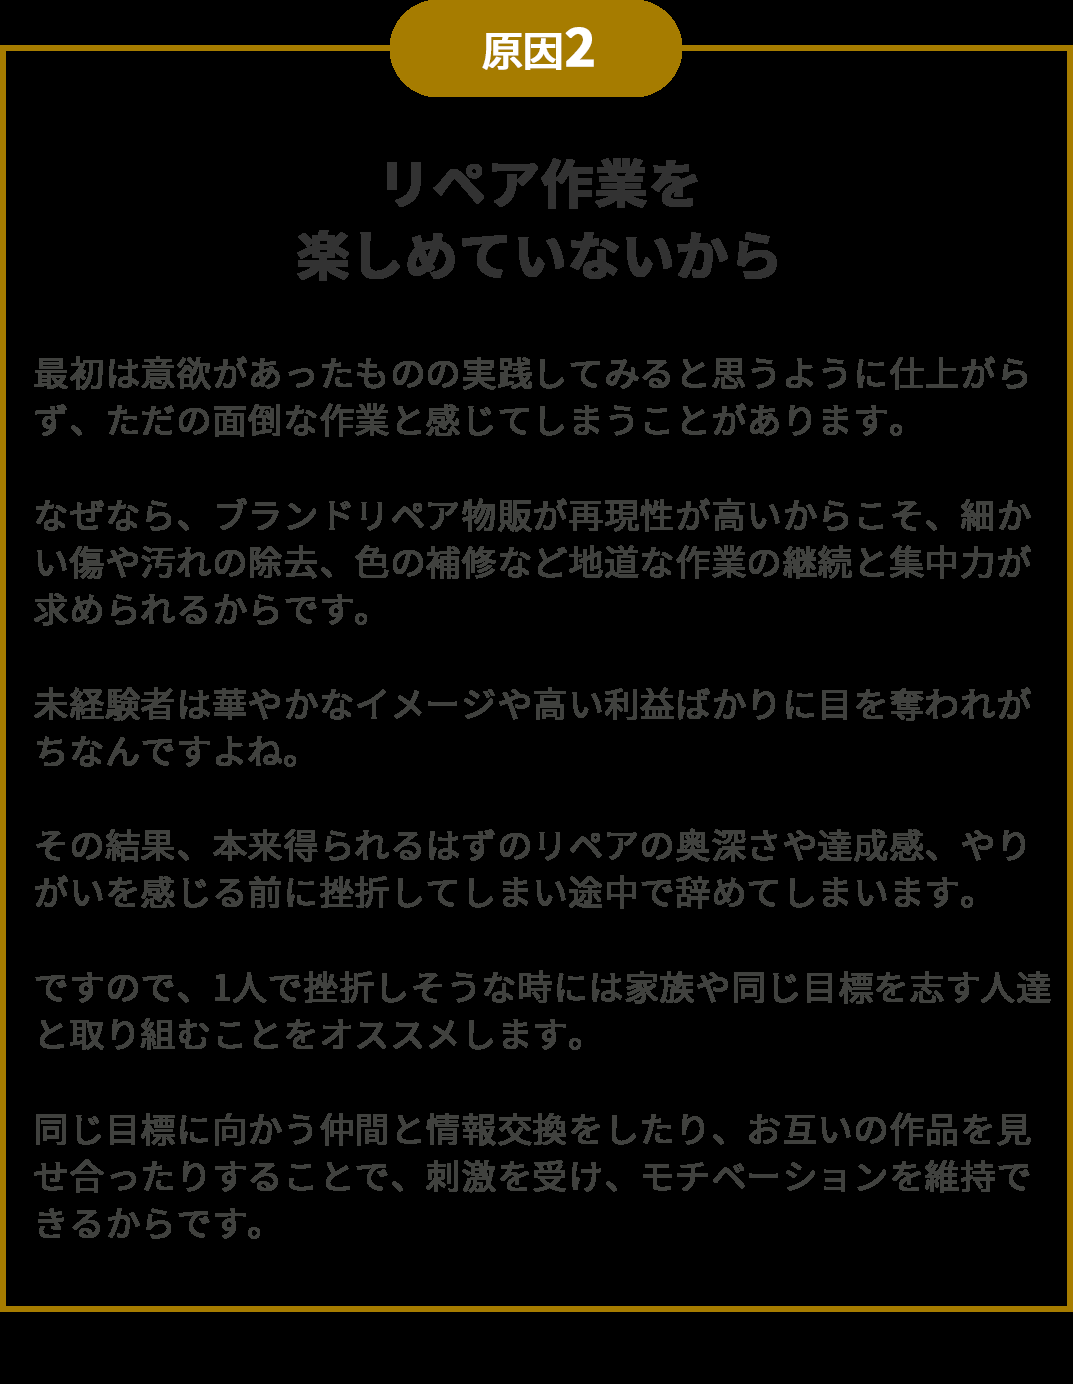 原因2
リペア作業を
楽しめていないから
最初は意欲があったものの実践してみると思うように仕上がら
ず、ただの面倒な作業と感じてしまうことがあります。
なぜなら、ブランドリペア物販が再現性が高いからこそ、細か
い傷や汚れの除去、色の補修など地道な作業の継続と集中力が
求められるからです。
未経験者は華やかなイメージや高い利益ばかりに目を奪われが
ちなんですよね。
その結果、本来得られるはずのリペアの奥深さや達成感、やり
がいを感じる前に挫折してしまい途中で辞めてしまいます。
ですので、1人で挫折しそうな時には家族や同じ目標を志す人達
と取り組むことをオススメします。
同じ目標に向かう仲間と情報交換をしたり、お互いの作品を見
せ合ったりすることで、刺激を受け、モチベーションを維持で
きるからです。